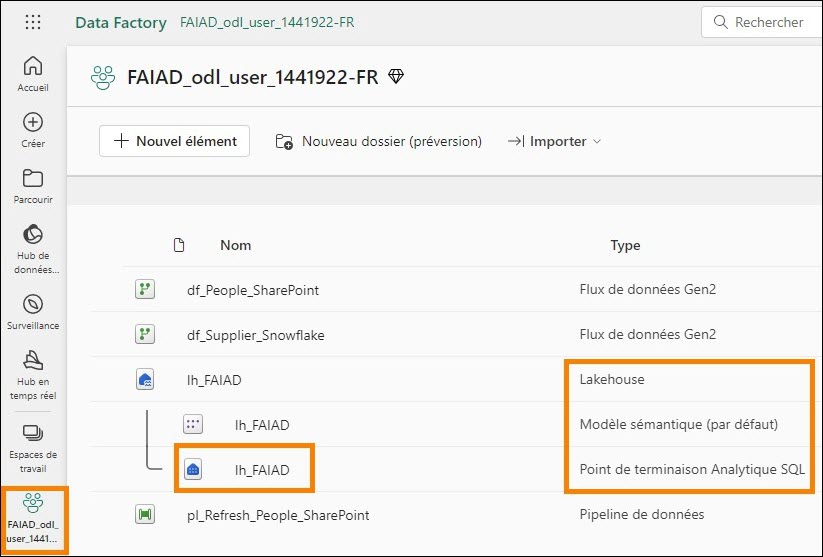 Data Factory FAIAD_odl_user_1441922-FR Rechercher
Accueil
Créer
Parcourir
Hub de
données...
Surveillance
Hub en
temps réel
Espaces de
travail
FAIAD_odl_
user_1441...
FAIAD_odl_user_1441922-FR
Nouvel élément Nouveau dossier (préversion) Importer
Nom Type
df_People_SharePoint Flux de données Gen2
df_Supplier_Snowflake Flux de données Gen2
lh_FAIAD Lakehouse
lh_FAIAD Modèle sémantique (par défaut)
lh_FAIAD Point de terminaison Analytique SQL
pl_Refresh_People_SharePoint Pipeline de données